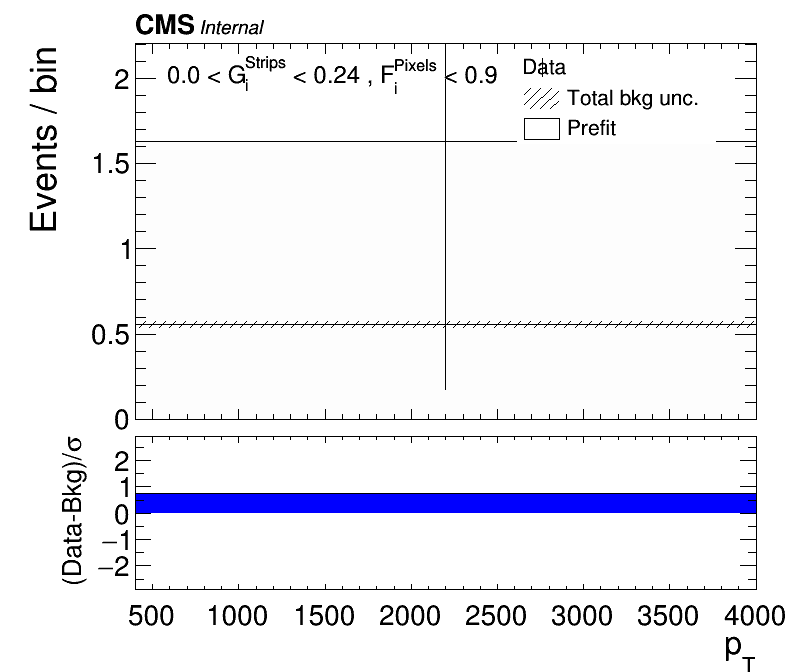 CMS Internal
Events / bin
0.0 < G_i^Strips < 0.24 , F_i^Pixels < 0.9
Data
Total bkg unc.
Prefit
2
1.5
1
0.5
0
(Data-Bkg)/σ
2
1
0
−1
−2
500 1000 1500 2000 2500 3000 3500 4000
p_T